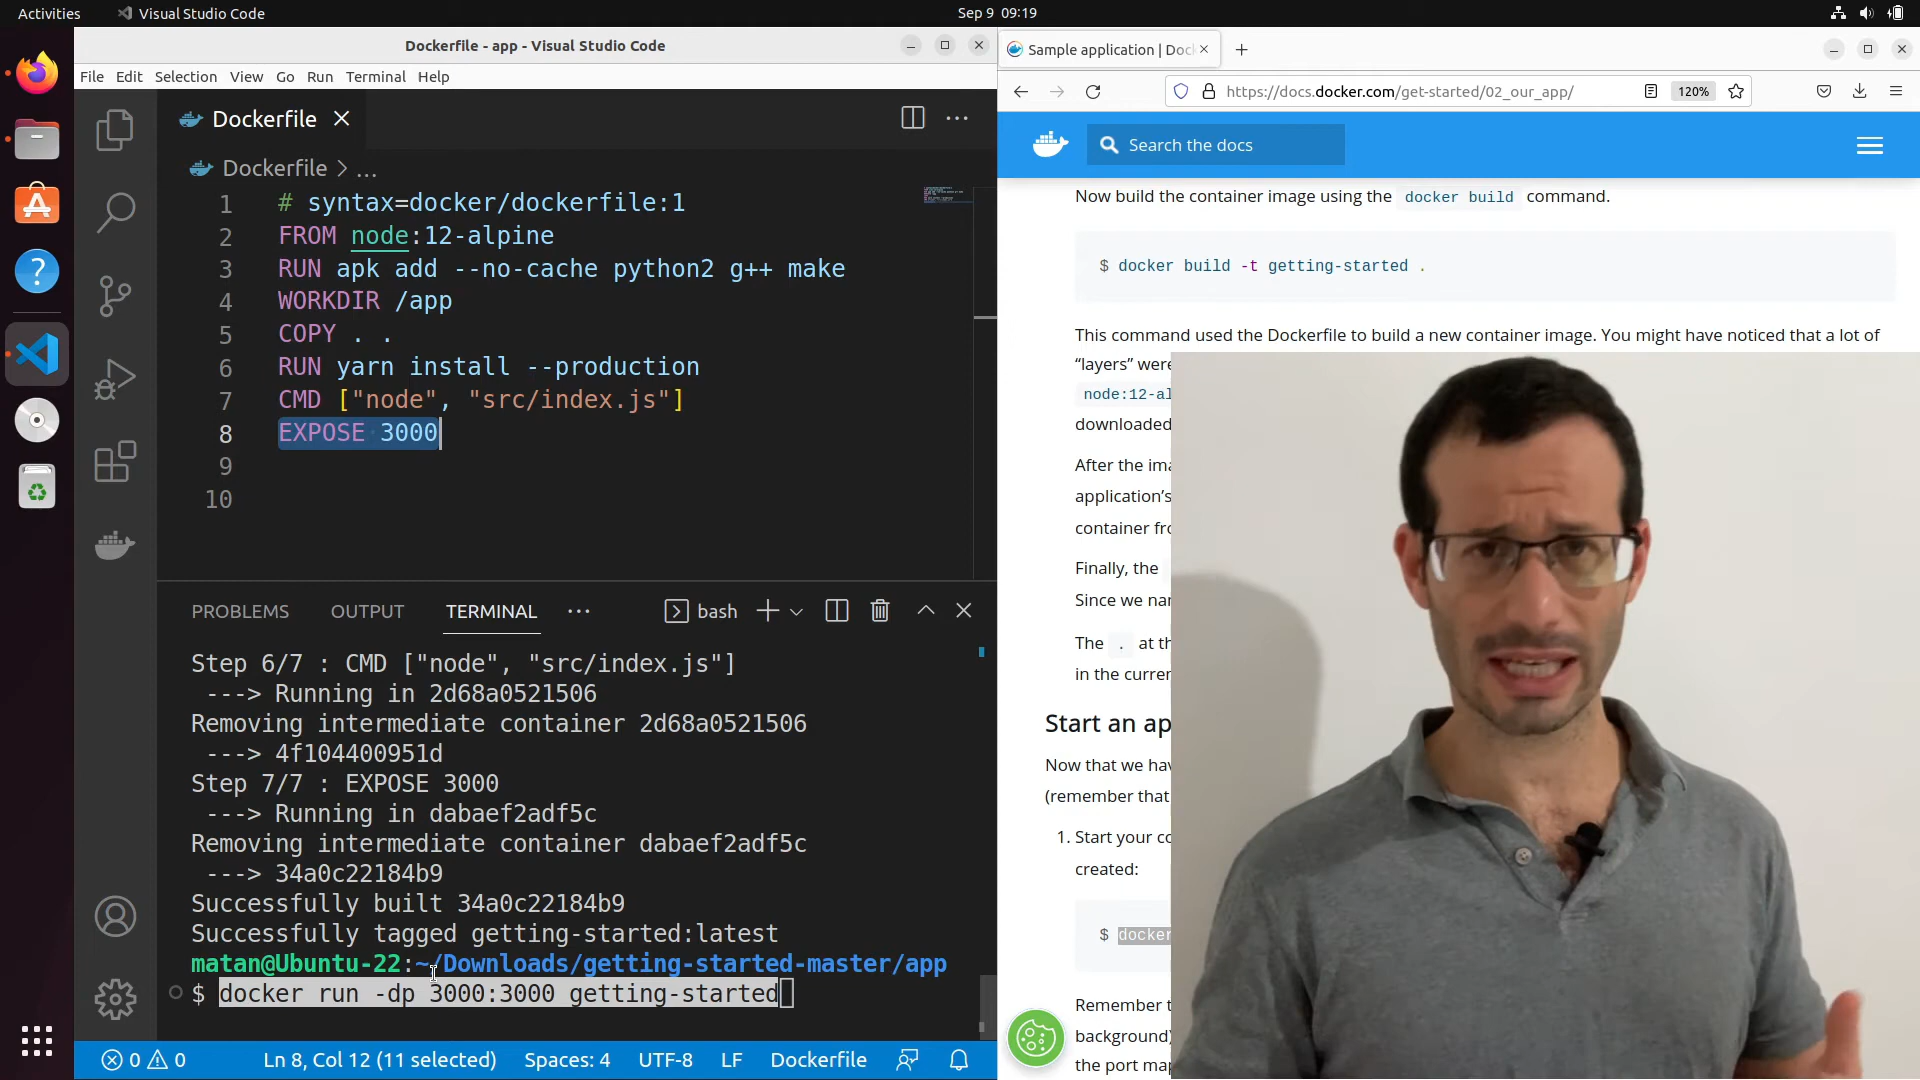 Activities
Visual Studio Code
Sep 9 09:19
Dockerfile - app - Visual Studio Code
File Edit Selection View Go Run Terminal Help
Dockerfile
Dockerfile > ...
1 # syntax=docker/dockerfile:1
2 FROM node:12-alpine
3 RUN apk add --no-cache python2 g++ make
4 WORKDIR /app
5 COPY . .
6 RUN yarn install --production
7 CMD ["node", "src/index.js"]
8 EXPOSE 3000
9
10
PROBLEMS OUTPUT TERMINAL ... bash
Step 6/7 : CMD ["node", "src/index.js"]
---> Running in 2d68a0521506
Removing intermediate container 2d68a0521506
---> 4f104400951d
Step 7/7 : EXPOSE 3000
---> Running in dabaef2adf5c
Removing intermediate container dabaef2adf5c
---> 34a0c22184b9
Successfully built 34a0c22184b9
Successfully tagged getting-started:latest
matan@Ubuntu-22:~/Downloads/getting-started-master/app
$ docker run -dp 3000:3000 getting-started
0 0 Ln 8, Col 12 (11 selected) Spaces: 4 UTF-8 LF Dockerfile
Sample application | Doc
https://docs.docker.com/get-started/02_our_app/
120%
Search the docs
Now build the container image using the docker build command.
$ docker build -t getting-started .
This command used the Dockerfile to build a new container image. You might have noticed that a lot of
“layers” were
node:12-al
downloaded
After the ima
application’s
container fro
Finally, the
Since we nam
The . at th
in the curren
Start an ap
Now that we hav
(remember that
1. Start your co
created:
$ docker
Remember t
background)
the port map